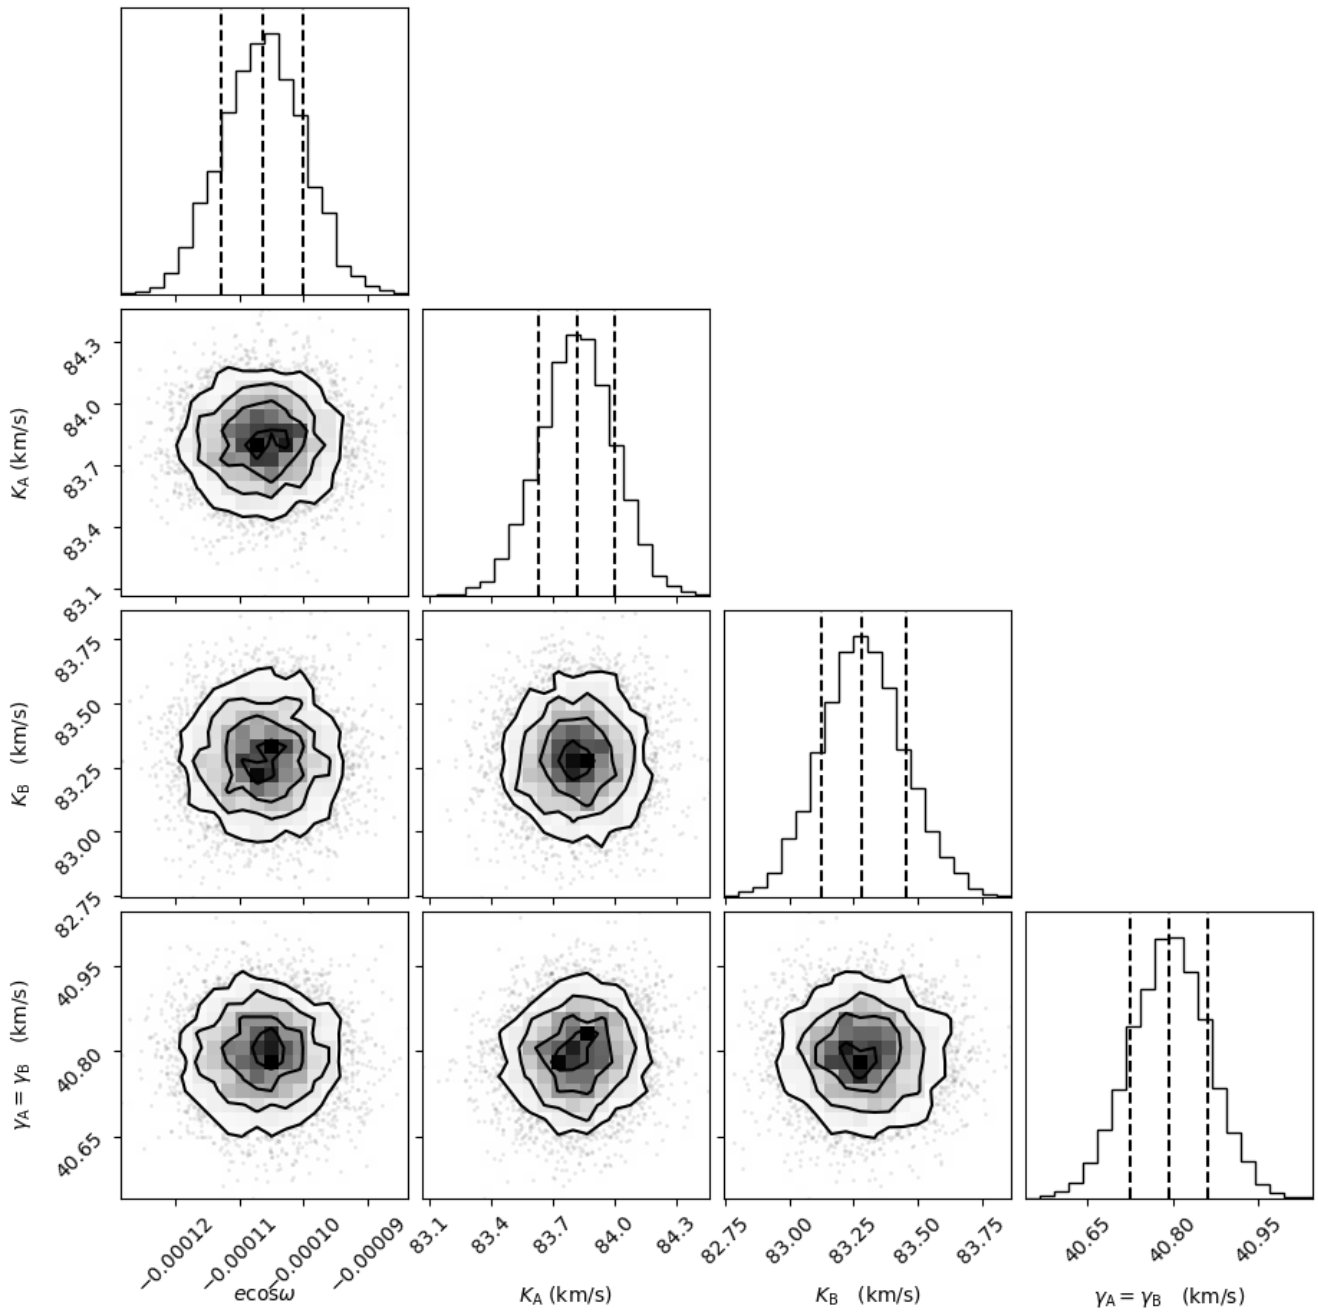 84.3
84.0
83.7
83.4
83.1
K_A (km/s)
83.75
83.50
83.25
83.00
82.75
K_B (km/s)
40.95
40.80
40.65
γ_A = γ_B (km/s)
−0.00012 −0.00011 −0.00010 −0.00009
83.1 83.4 83.7 84.0 84.3
82.75 83.00 83.25 83.50 83.75
40.65 40.80 40.95
ecosω
K_A (km/s)
K_B (km/s)
γ_A = γ_B (km/s)